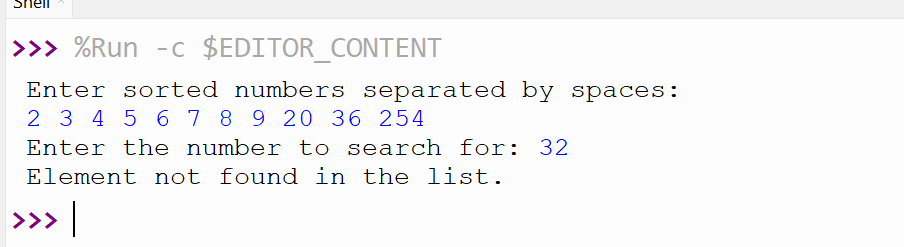 Shell ×
>>> %Run -c $EDITOR_CONTENT
Enter sorted numbers separated by spaces:
2 3 4 5 6 7 8 9 20 36 254
Enter the number to search for: 32
Element not found in the list.
>>>